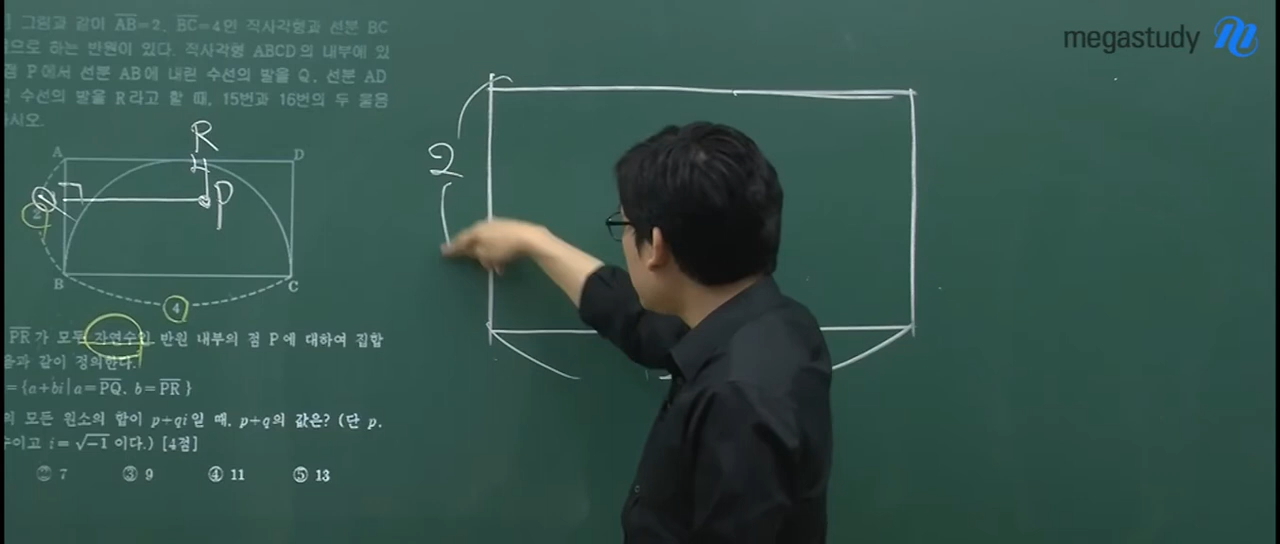 megastudy
] 그림과 같이 AB=2, BC=4인 직사각형과 선분 BC
으로 하는 반원이 있다. 직사각형 ABCD의 내부에 있
점 P에서 선분 AB에 내린 수선의 발을 Q, 선분 AD
수선의 발을 R라고 할 때, 15번과 16번의 두 물음
시오.
R
A
D
Q
P
2
B
C
4
2
PR가 모두 자연수인 반원 내부의 점 P에 대하여 집합
과 같이 정의한다.
={a+bi|a=PQ, b=PR}
의 모든 원소의 합이 p+qi일 때, p+q의 값은? (단 p,
수이고 i=√-1 이다.) [4점]
② 7 ③ 9 ④ 11 ⑤ 13